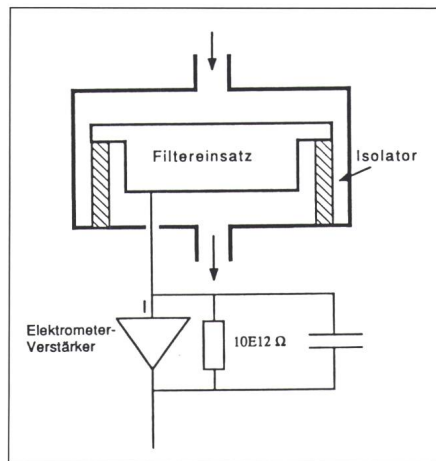 Filtereinsatz
Isolator
I
Elektrometer-
Verstärker
10E12 Ω